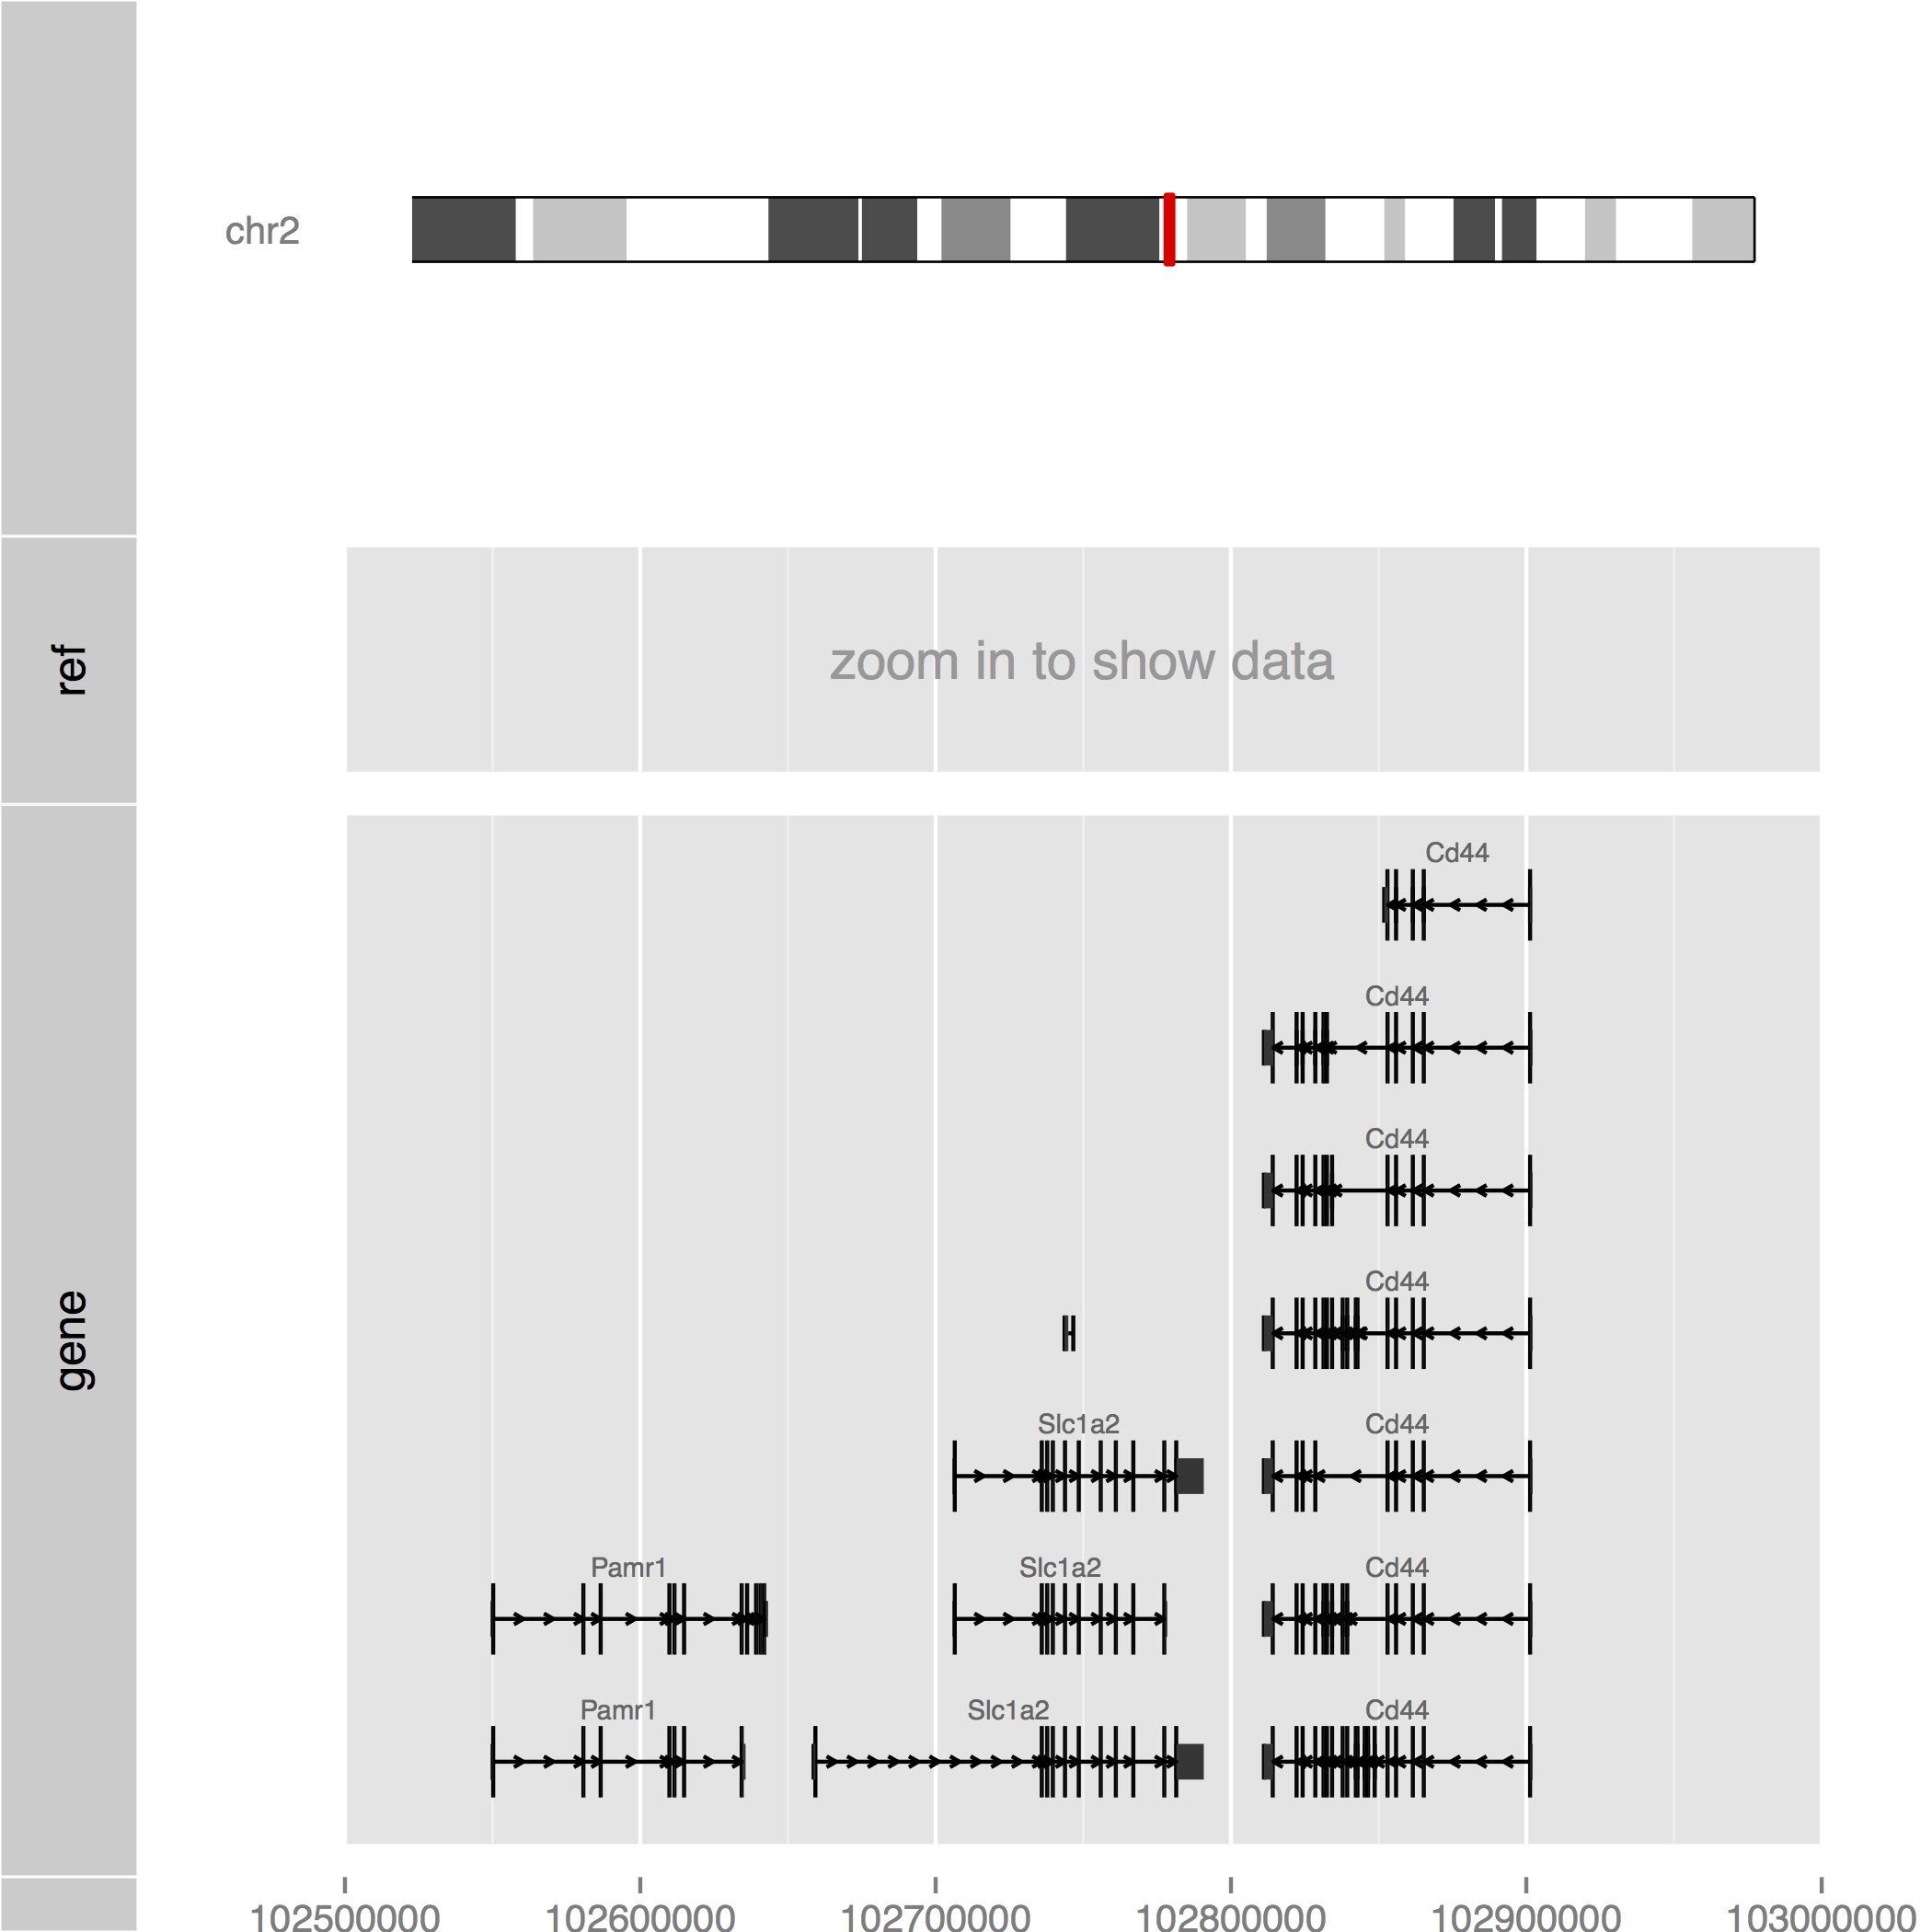 chr2
ref
zoom in to show data
gene
Cd44
Cd44
Cd44
Cd44
Slc1a2 Cd44
Pamr1 Slc1a2 Cd44
Pamr1 Slc1a2 Cd44
102500000 102600000 102700000 102800000 102900000 103000000